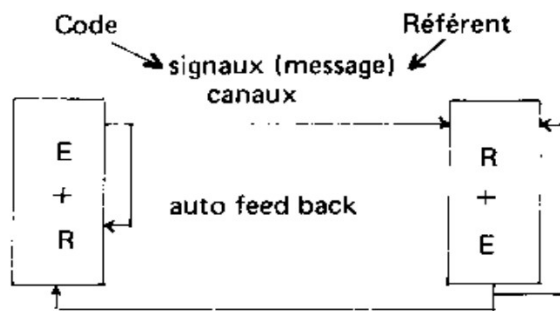 Code Référent
signaux (message)
canaux
E R
+ auto feed back +
R E